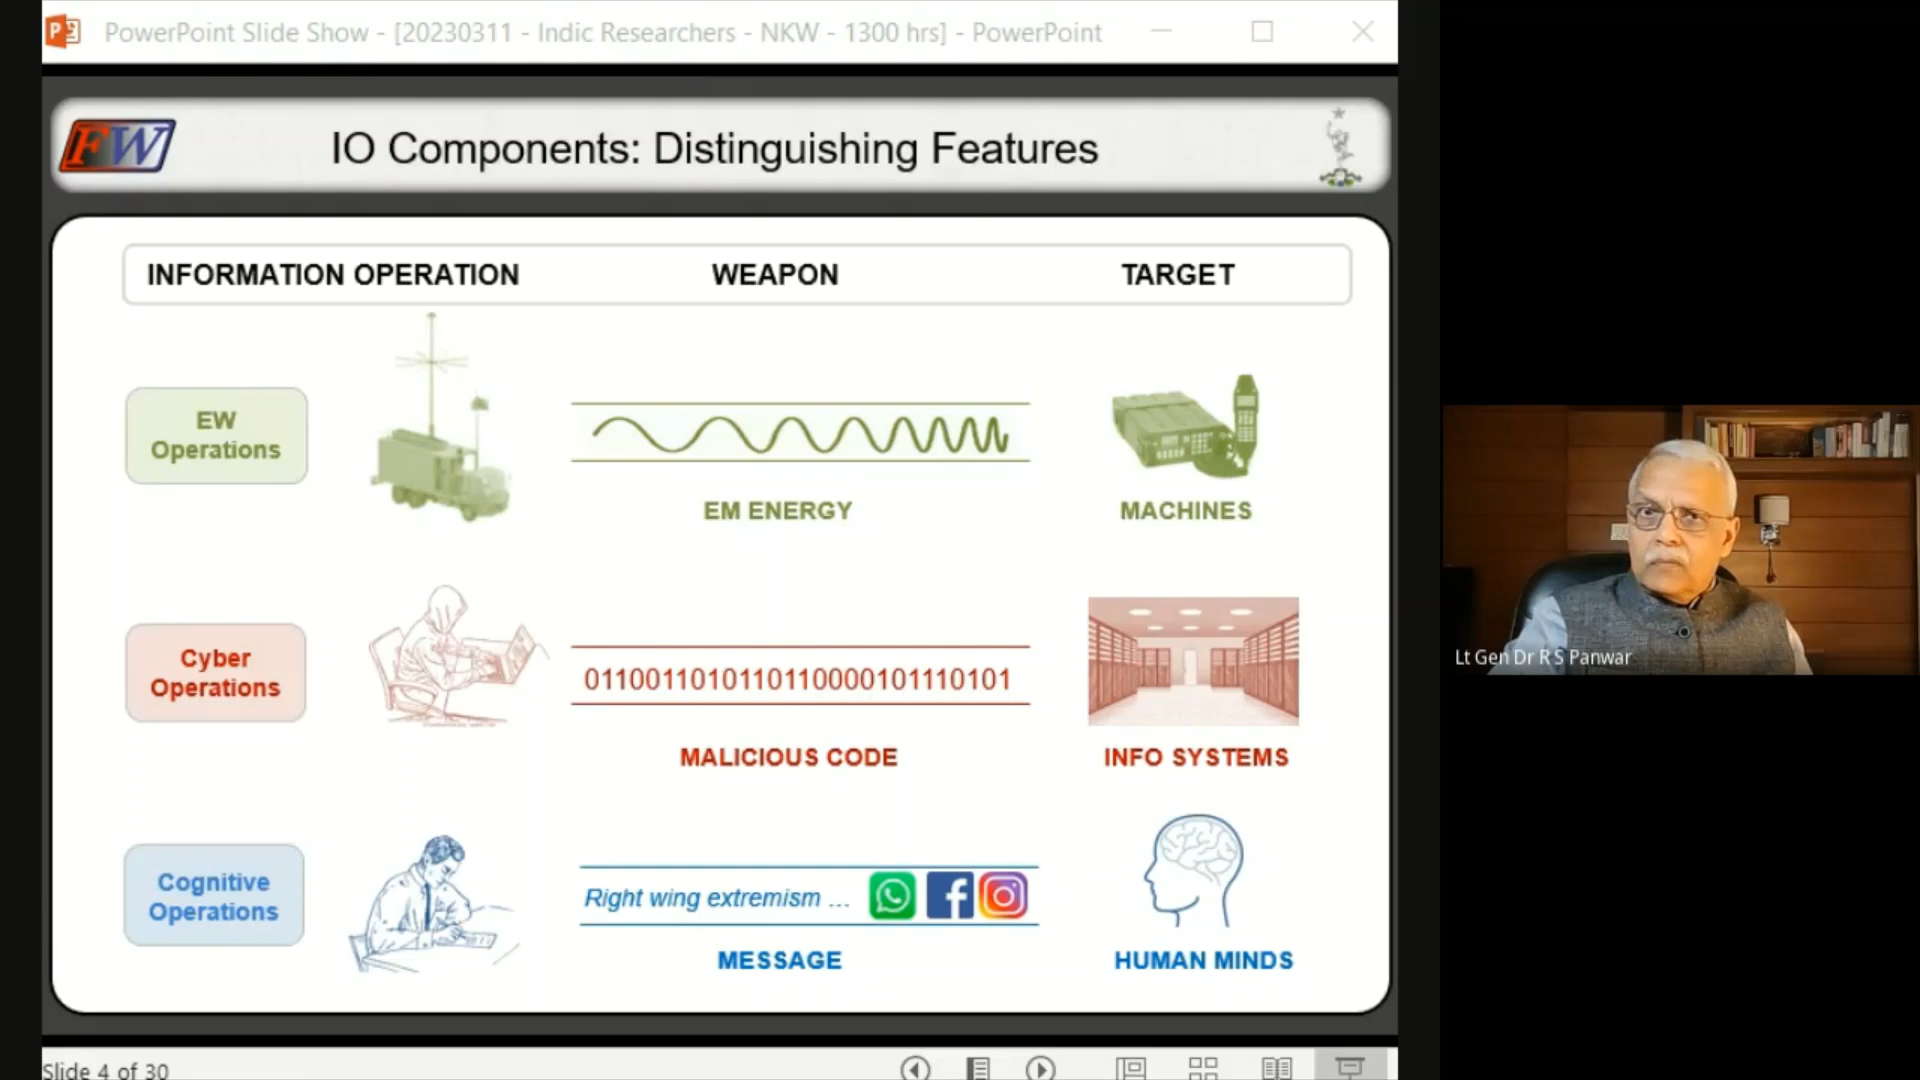 PowerPoint Slide Show - [20230311 - Indic Researchers - NKW - 1300 hrs] - PowerPoint
FW
IO Components: Distinguishing Features
INFORMATION OPERATION WEAPON TARGET
EW
Operations
EM ENERGY
MACHINES
Cyber
Operations
01100110101101100001011​10101
MALICIOUS CODE
INFO SYSTEMS
Cognitive
Operations
Right wing extremism ...
MESSAGE
HUMAN MINDS
Lt Gen Dr R S Panwar
Slide 4 of 30